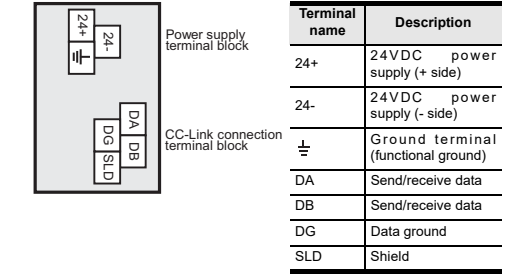 24+
24-
Power supply
terminal block
DA
DG
DB
SLD
CC-Link connection
terminal block
Terminal
name
Description
24+
24VDC power
supply (+ side)
24-
24VDC power
supply (- side)
Ground terminal
(functional ground)
DA
Send/receive data
DB
Send/receive data
DG
Data ground
SLD
Shield